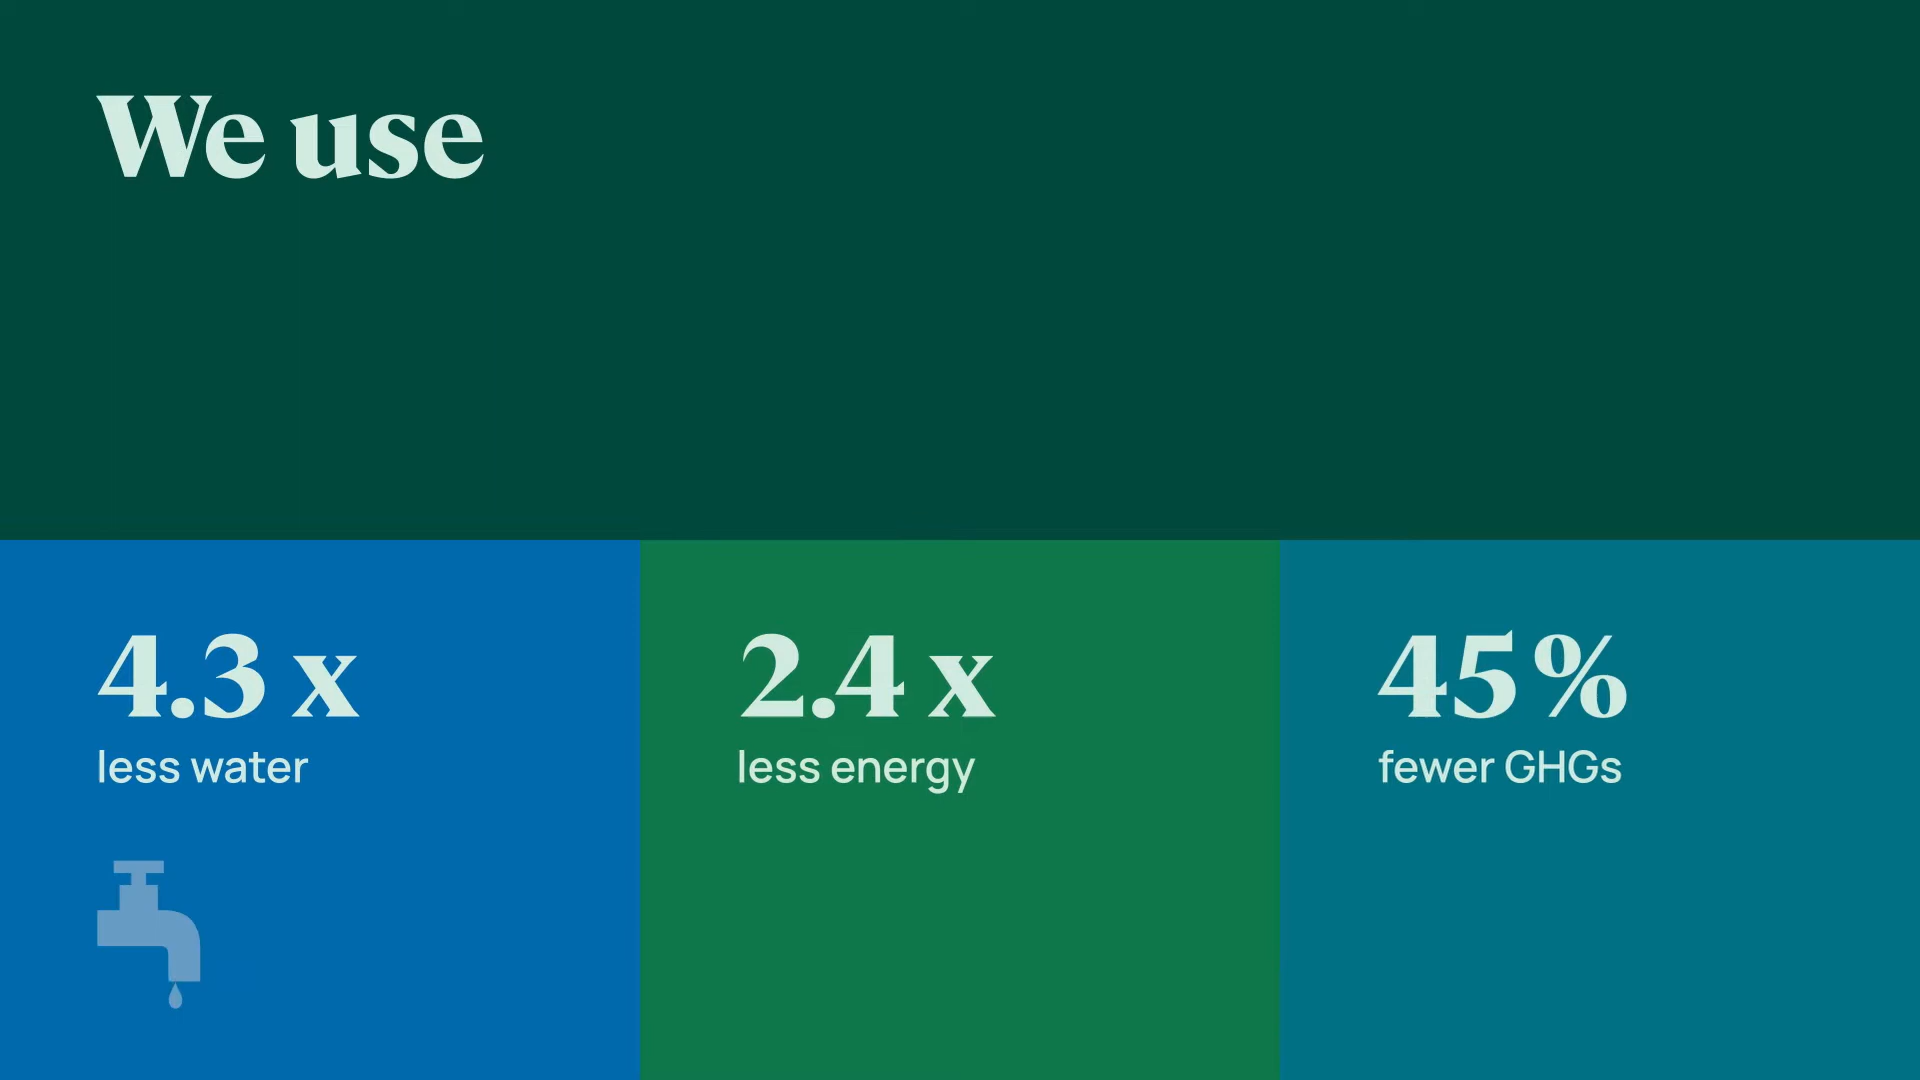 We use
4.3 x
less water
2.4 x
less energy
45%
fewer GHGs